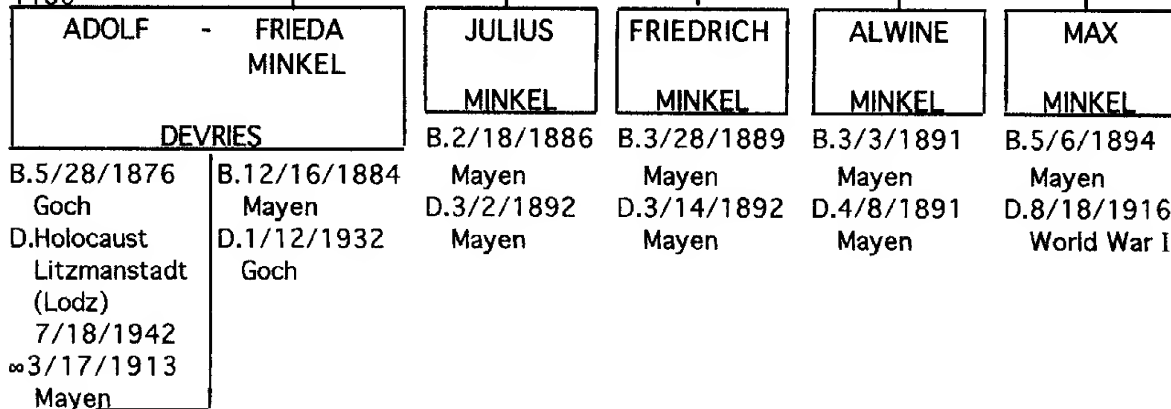 ADOLF - FRIEDA
MINKEL
DEVRIES
B.5/28/1876
Goch
D.Holocaust
Litzmanstadt
(Lodz)
7/18/1942
∞3/17/1913
Mayen
B.12/16/1884
Mayen
D.1/12/1932
Goch
JULIUS
MINKEL
B.2/18/1886
Mayen
D.3/2/1892
Mayen
FRIEDRICH
MINKEL
B.3/28/1889
Mayen
D.3/14/1892
Mayen
ALWINE
MINKEL
B.3/3/1891
Mayen
D.4/8/1891
Mayen
MAX
MINKEL
B.5/6/1894
Mayen
D.8/18/1916
World War I